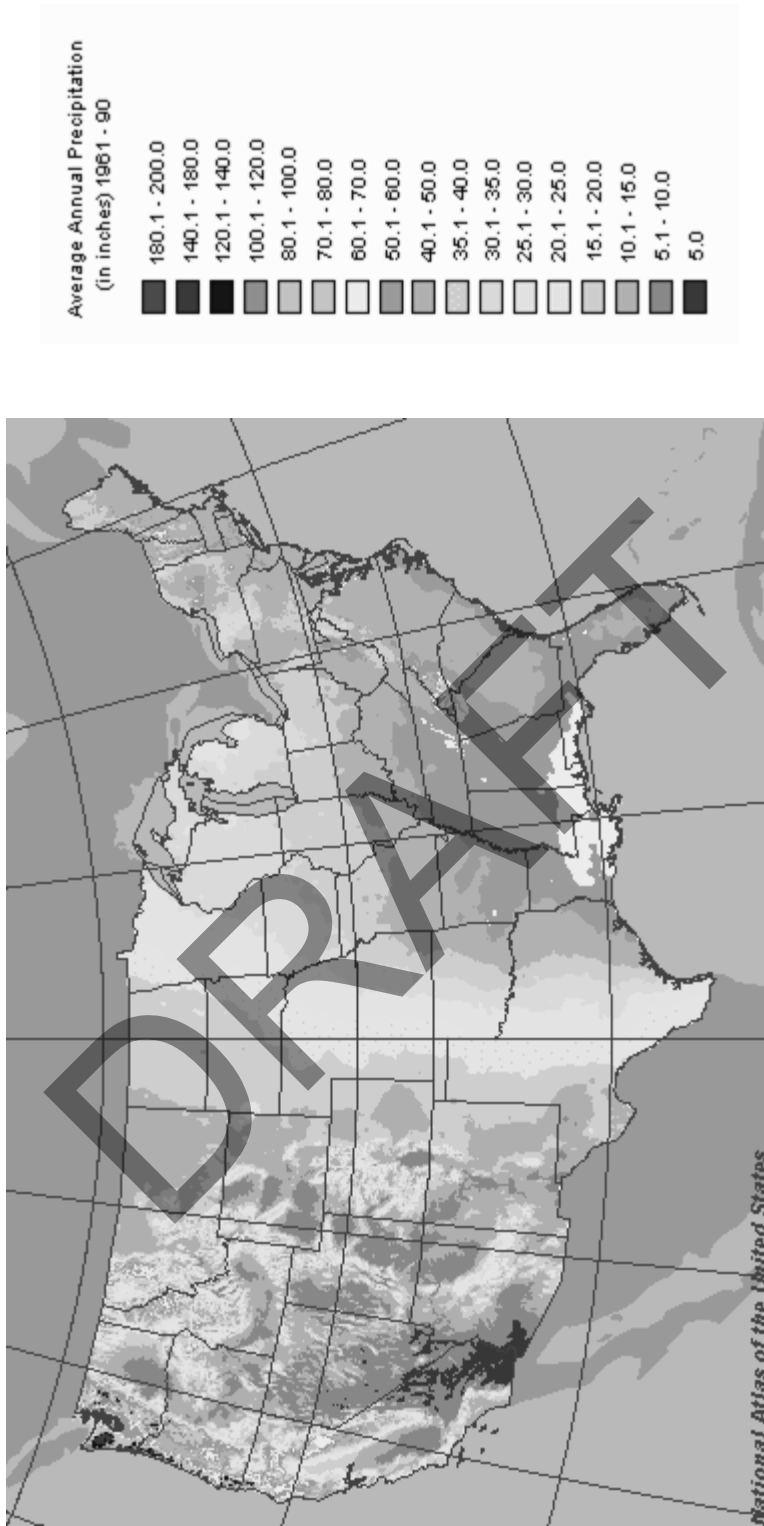 Average Annual Precipitation
(in inches) 1961 - 90
180.1 - 200.0
140.1 - 180.0
120.1 - 140.0
100.1 - 120.0
80.1 - 100.0
70.1 - 80.0
60.1 - 70.0
50.1 - 60.0
40.1 - 50.0
35.1 - 40.0
30.1 - 35.0
25.1 - 30.0
20.1 - 25.0
15.1 - 20.0
10.1 - 15.0
5.1 - 10.0
5.0
DRAFT
National Atlas of the United States